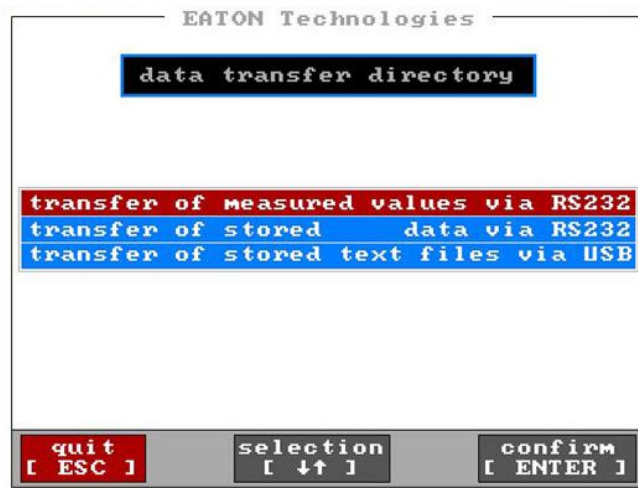 EATON Technologies
data transfer directory
transfer of measured values via RS232
transfer of stored data via RS232
transfer of stored text files via USB
quit selection confirm
[ ESC ] [ ↓↑ ] [ ENTER ]